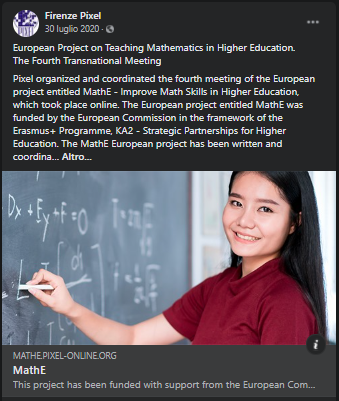 Firenze Pixel
30 luglio 2020 ·
European Project on Teaching Mathematics in Higher Education.
The Fourth Transnational Meeting
Pixel organized and coordinated the fourth meeting of the European
project entitled MathE - Improve Math Skills in Higher Education,
which took place online. The European project entitled MathE was
funded by the European Commission in the framework of the
Erasmus+ Programme, KA2 - Strategic Partnerships for Higher
Education. The MathE European project has been written and
coordina... Altro...
Dx + Ey + F = 0
MATHE.PIXEL-ONLINE.ORG
MathE
This project has been funded with support from the European Com...